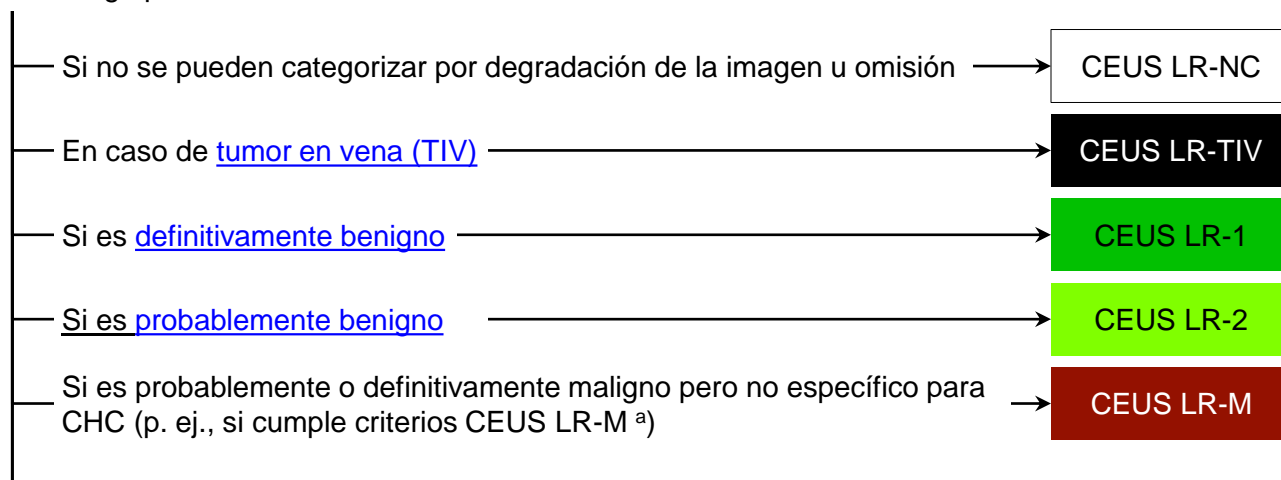 Si no se pueden categorizar por degradación de la imagen u omisión CEUS LR-NC
En caso de tumor en vena (TIV) CEUS LR-TIV
Si es definitivamente benigno CEUS LR-1
Si es probablemente benigno CEUS LR-2
Si es probablemente o definitivamente maligno pero no específico para
CHC (p. ej., si cumple criterios CEUS LR-M ª) CEUS LR-M